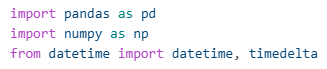 import pandas as pd
import numpy as np
from datetime import datetime, timedelta